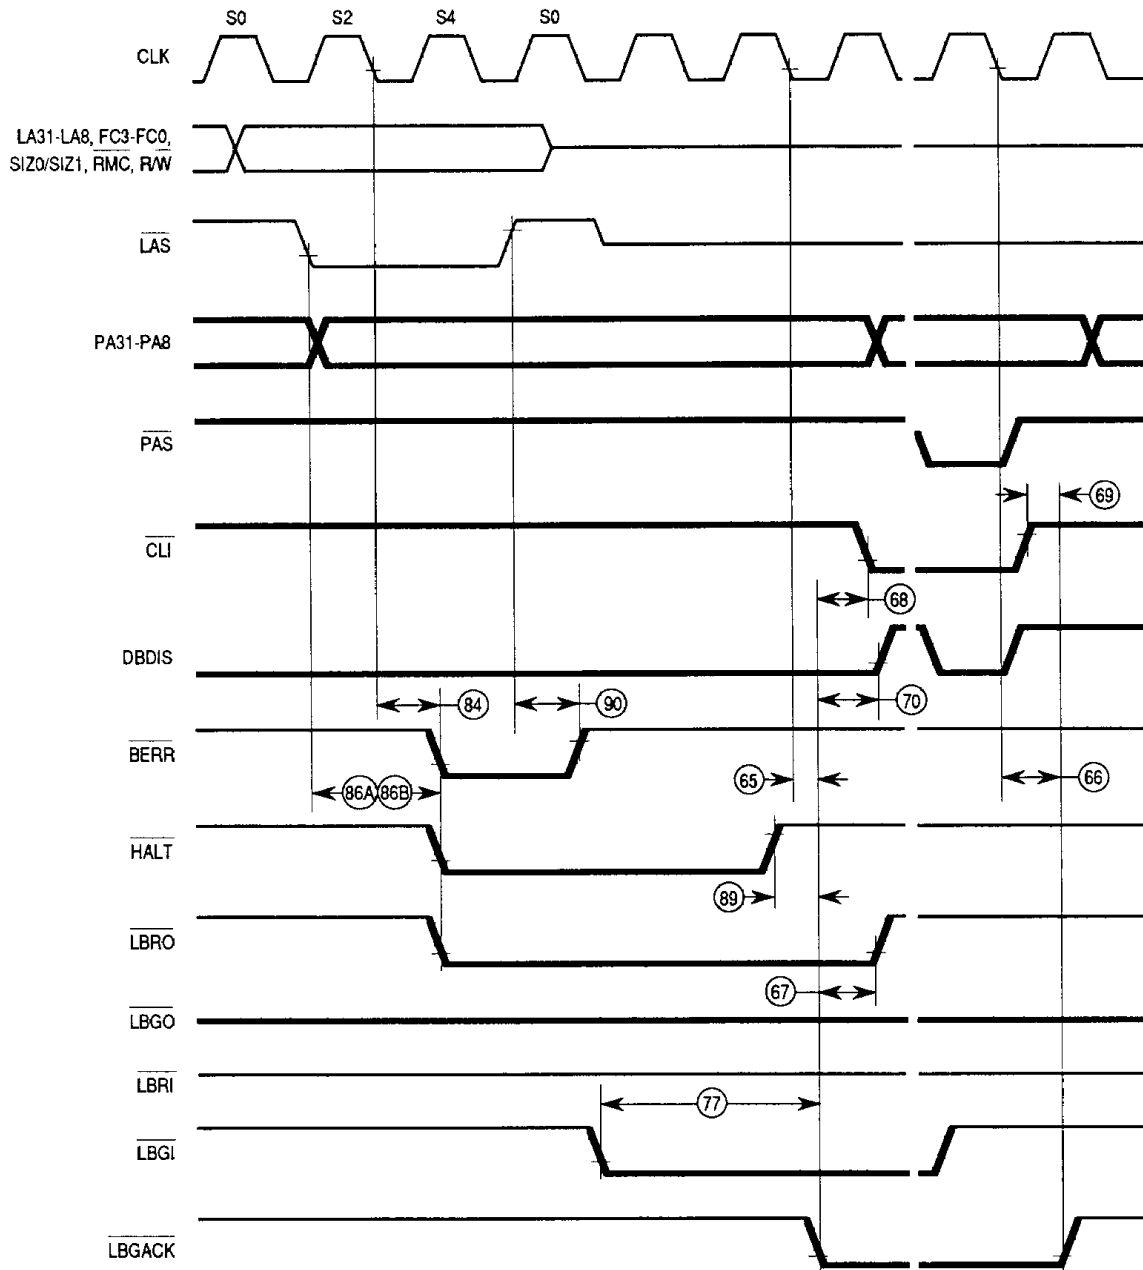 S0 S2 S4 S0
CLK
LA31-LA8, FC3-FC0,
SIZ0/SIZ1, RMC, R/W
LAS
PA31-PA8
PAS
69
CLI
68
DBDIS
84 90 70
BERR
65 66
86A 86B
HALT
89
LBRO
67
LBGO
LBRI
77
LBGI
LBGACK